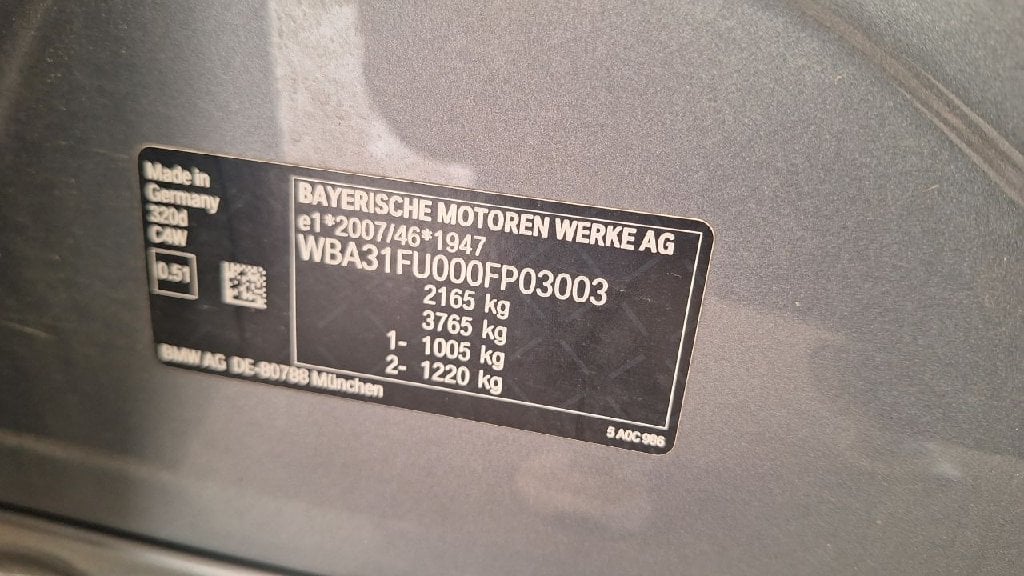 Made in
Germany
320d
C4W
0.51
BMW AG DE-80788 München
BAYERISCHE MOTOREN WERKE AG
e1*2007/46*1947
WBA31FU000FP03003
2165 kg
3765 kg
1- 1005 kg
2- 1220 kg
5 A0C 986